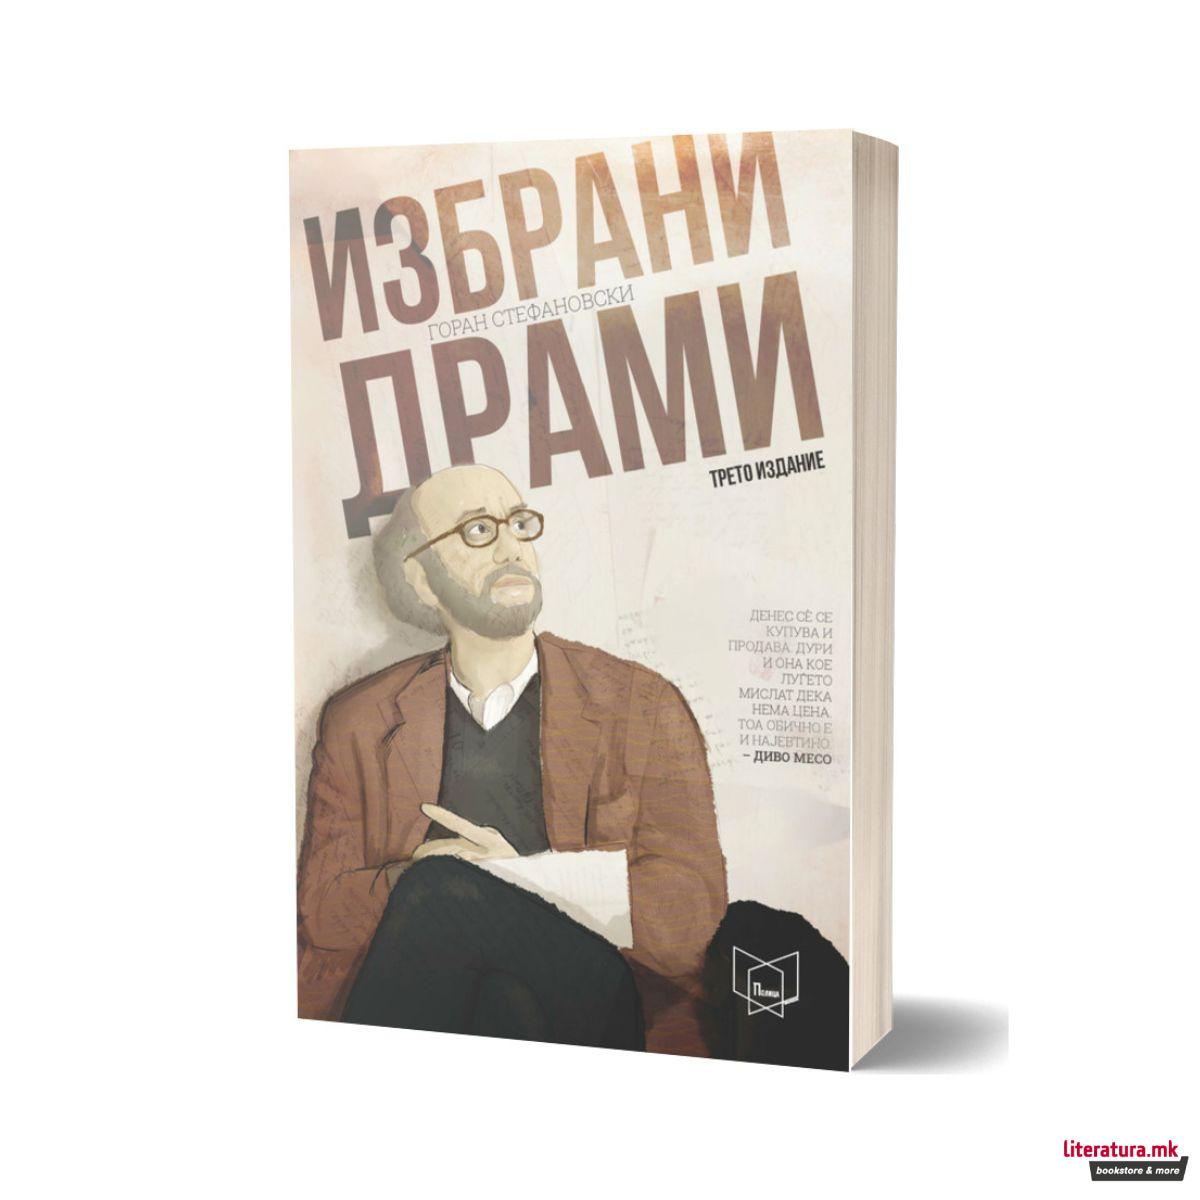 ИЗБРАНИ
ГОРАН СТЕФАНОВСКИ
ДРАМИ
ТРЕТО ИЗДАНИЕ
ДЕНЕС СЀ СЕ
КУПУВА И
ПРОДАВА. ДУРИ
И ОНА КОЕ
ЛУЃЕТО
МИСЛАТ ДЕКА
НЕМА ЦЕНА.
ТОА ОБИЧНО Е
И НАЈЕВТИНО.
– ДИВО МЕСО
Полица
literatura.mk
bookstore & more